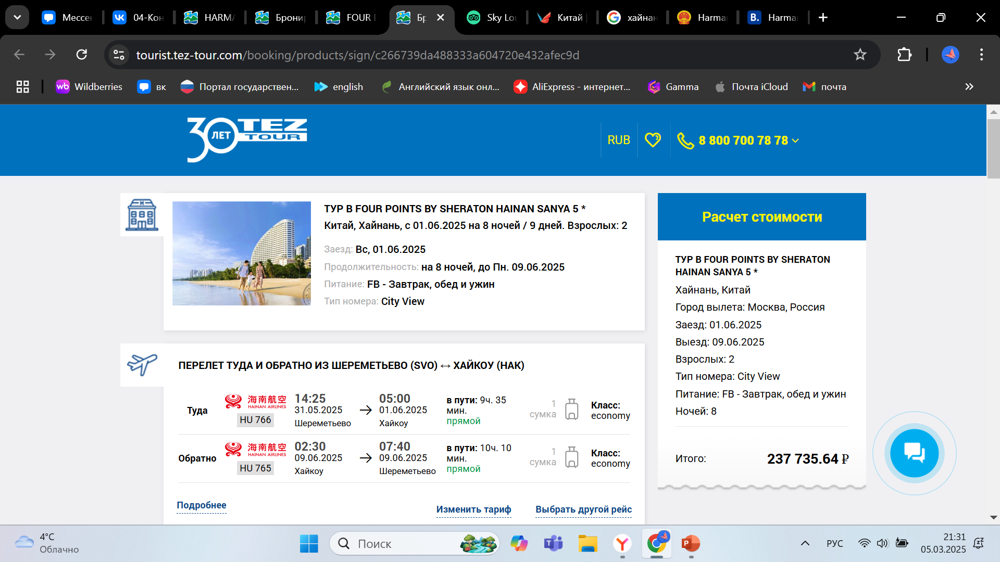 Мессен
04-Кон
HARMA
Брони
FOUR P
Бр
Sky Lou
Китай |
хайнан
Harman
B.
Harman
tourist.tez-tour.com/booking/products/sign/c266739da488333a604720e432afec9d
wb Wildberries
вк
Портал государствен...
english
Английский язык онл...
AliExpress - интернет...
Gamma
Почта iCloud
почта
30 ЛЕТ TEZ TOUR
RUB
8 800 700 78 78
ТУР В FOUR POINTS BY SHERATON HAINAN SANYA 5 *
Китай, Хайнань, с 01.06.2025 на 8 ночей / 9 дней. Взрослых: 2
Заезд: Вс, 01.06.2025
Продолжительность: на 8 ночей, до Пн. 09.06.2025
Питание: FB - Завтрак, обед и ужин
Тип номера: City View
ПЕРЕЛЕТ ТУДА И ОБРАТНО ИЗ ШЕРЕМЕТЬЕВО (SVO) ↔ ХАЙКОУ (HAK)
Туда
海南航空
HAINAN AIRLINES
HU 766
14:25
31.05.2025
Шереметьево
05:00
01.06.2025
Хайкоу
в пути: 9ч. 35
мин.
прямой
1
сумка
Класс:
economy
Обратно
海南航空
HAINAN AIRLINES
HU 765
02:30
09.06.2025
Хайкоу
07:40
09.06.2025
Шереметьево
в пути: 10ч. 10
мин.
прямой
1
сумка
Класс:
economy
Подробнее
Изменить тариф
Выбрать другой рейс
Расчет стоимости
ТУР В FOUR POINTS BY SHERATON
HAINAN SANYA 5 *
Хайнань, Китай
Город вылета: Москва, Россия
Заезд: 01.06.2025
Выезд: 09.06.2025
Взрослых: 2
Тип номера: City View
Питание: FB - Завтрак, обед и ужин
Ночей: 8
Итого: 237 735.64 ₽
4°C
Облачно
Поиск
РУС
21:31
05.03.2025